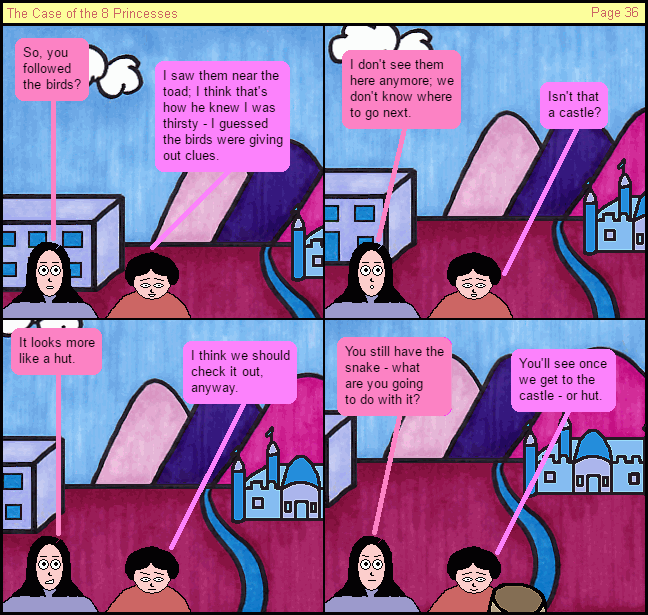 The Case of the 8 Princesses
Page 36
So, you
followed
the birds?
I saw them near the
toad; I think that's
how he knew I was
thirsty - I guessed
the birds were giving
out clues.
I don't see them
here anymore; we
don't know where
to go next.
Isn't that
a castle?
It looks more
like a hut.
I think we should
check it out,
anyway.
You still have the
snake - what
are you going
to do with it?
You'll see once
we get to the
castle - or hut.